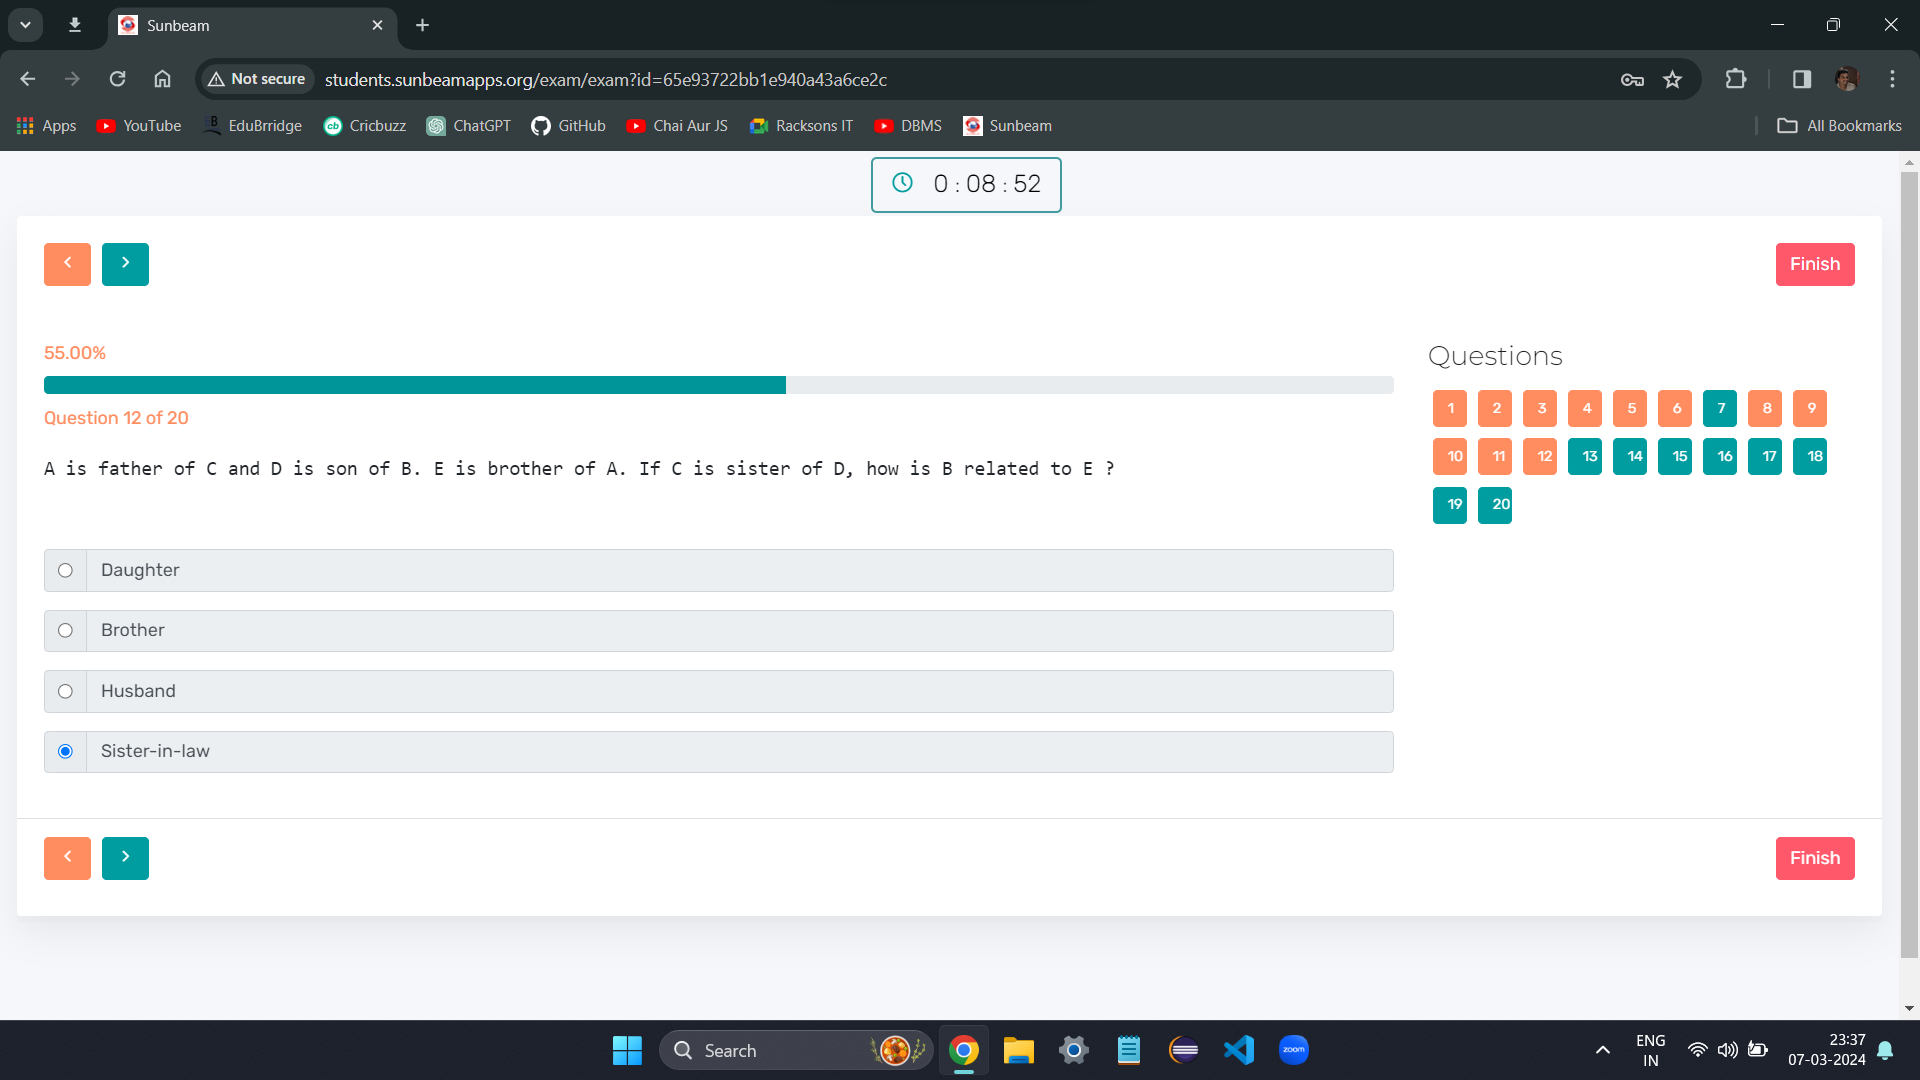 Sunbeam
Not secure students.sunbeamapps.org/exam/exam?id=65e93722bb1e940a43a6ce2c
Apps YouTube EduBrridge Cricbuzz ChatGPT GitHub Chai Aur JS Racksons IT DBMS Sunbeam All Bookmarks
0 : 08 : 52
Finish
55.00%
Question 12 of 20
A is father of C and D is son of B. E is brother of A. If C is sister of D, how is B related to E ?
Daughter
Brother
Husband
Sister-in-law
Questions
1 2 3 4 5 6 7 8 9
10 11 12 13 14 15 16 17 18
19 20
Finish
Search
zoom
ENG
IN
23:37
07-03-2024